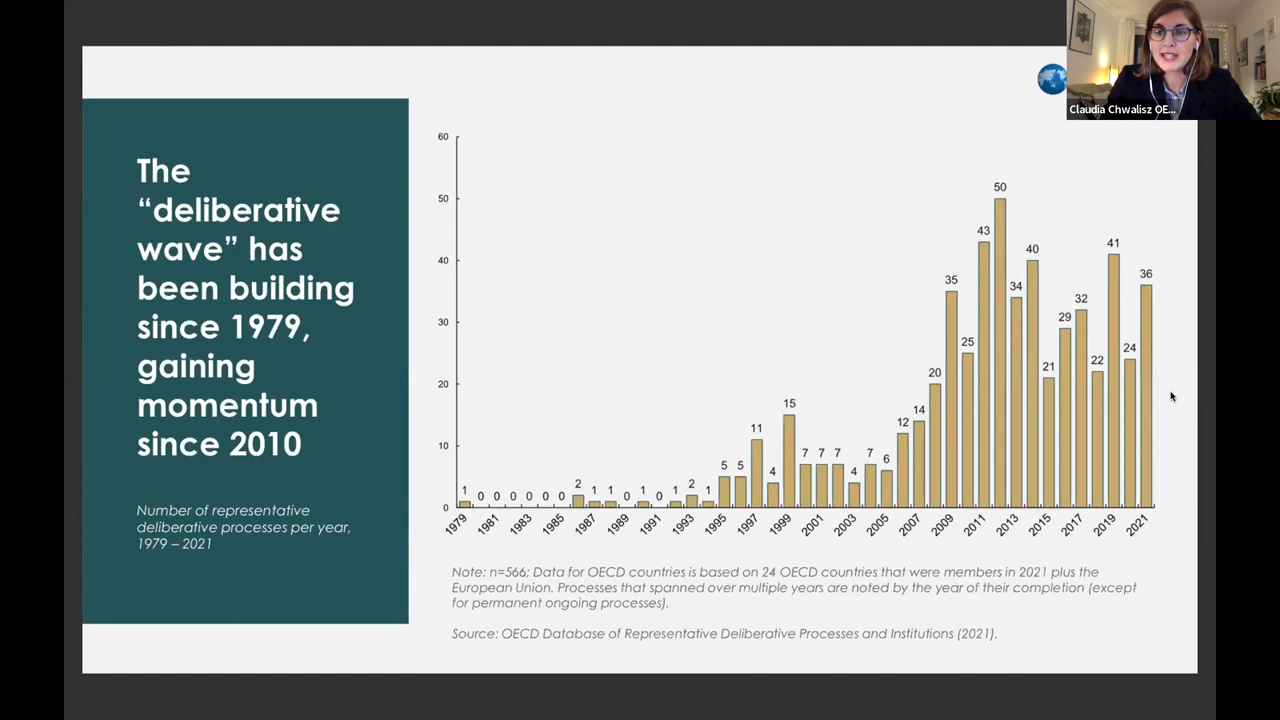 Claudia Chwalisz OE...
The
“deliberative
wave” has
been building
since 1979,
gaining
momentum
since 2010
Number of representative
deliberative processes per year,
1979 – 2021
60
50
40
30
20
10
0
1 0 0 0 0 0 0 2 1 1 0 1 0 1 2 1 5 5 11 4 15 7 7 7 4 7 6 12 14 20 35 25 43 50 34 40 21 29 32 22 41 24 36
1979 1981 1983 1985 1987 1989 1991 1993 1995 1997 1999 2001 2003 2005 2007 2009 2011 2013 2015 2017 2019 2021
Note: n=566; Data for OECD countries is based on 24 OECD countries that were members in 2021 plus the
European Union. Processes that spanned over multiple years are noted by the year of their completion (except
for permanent ongoing processes).
Source: OECD Database of Representative Deliberative Processes and Institutions (2021).